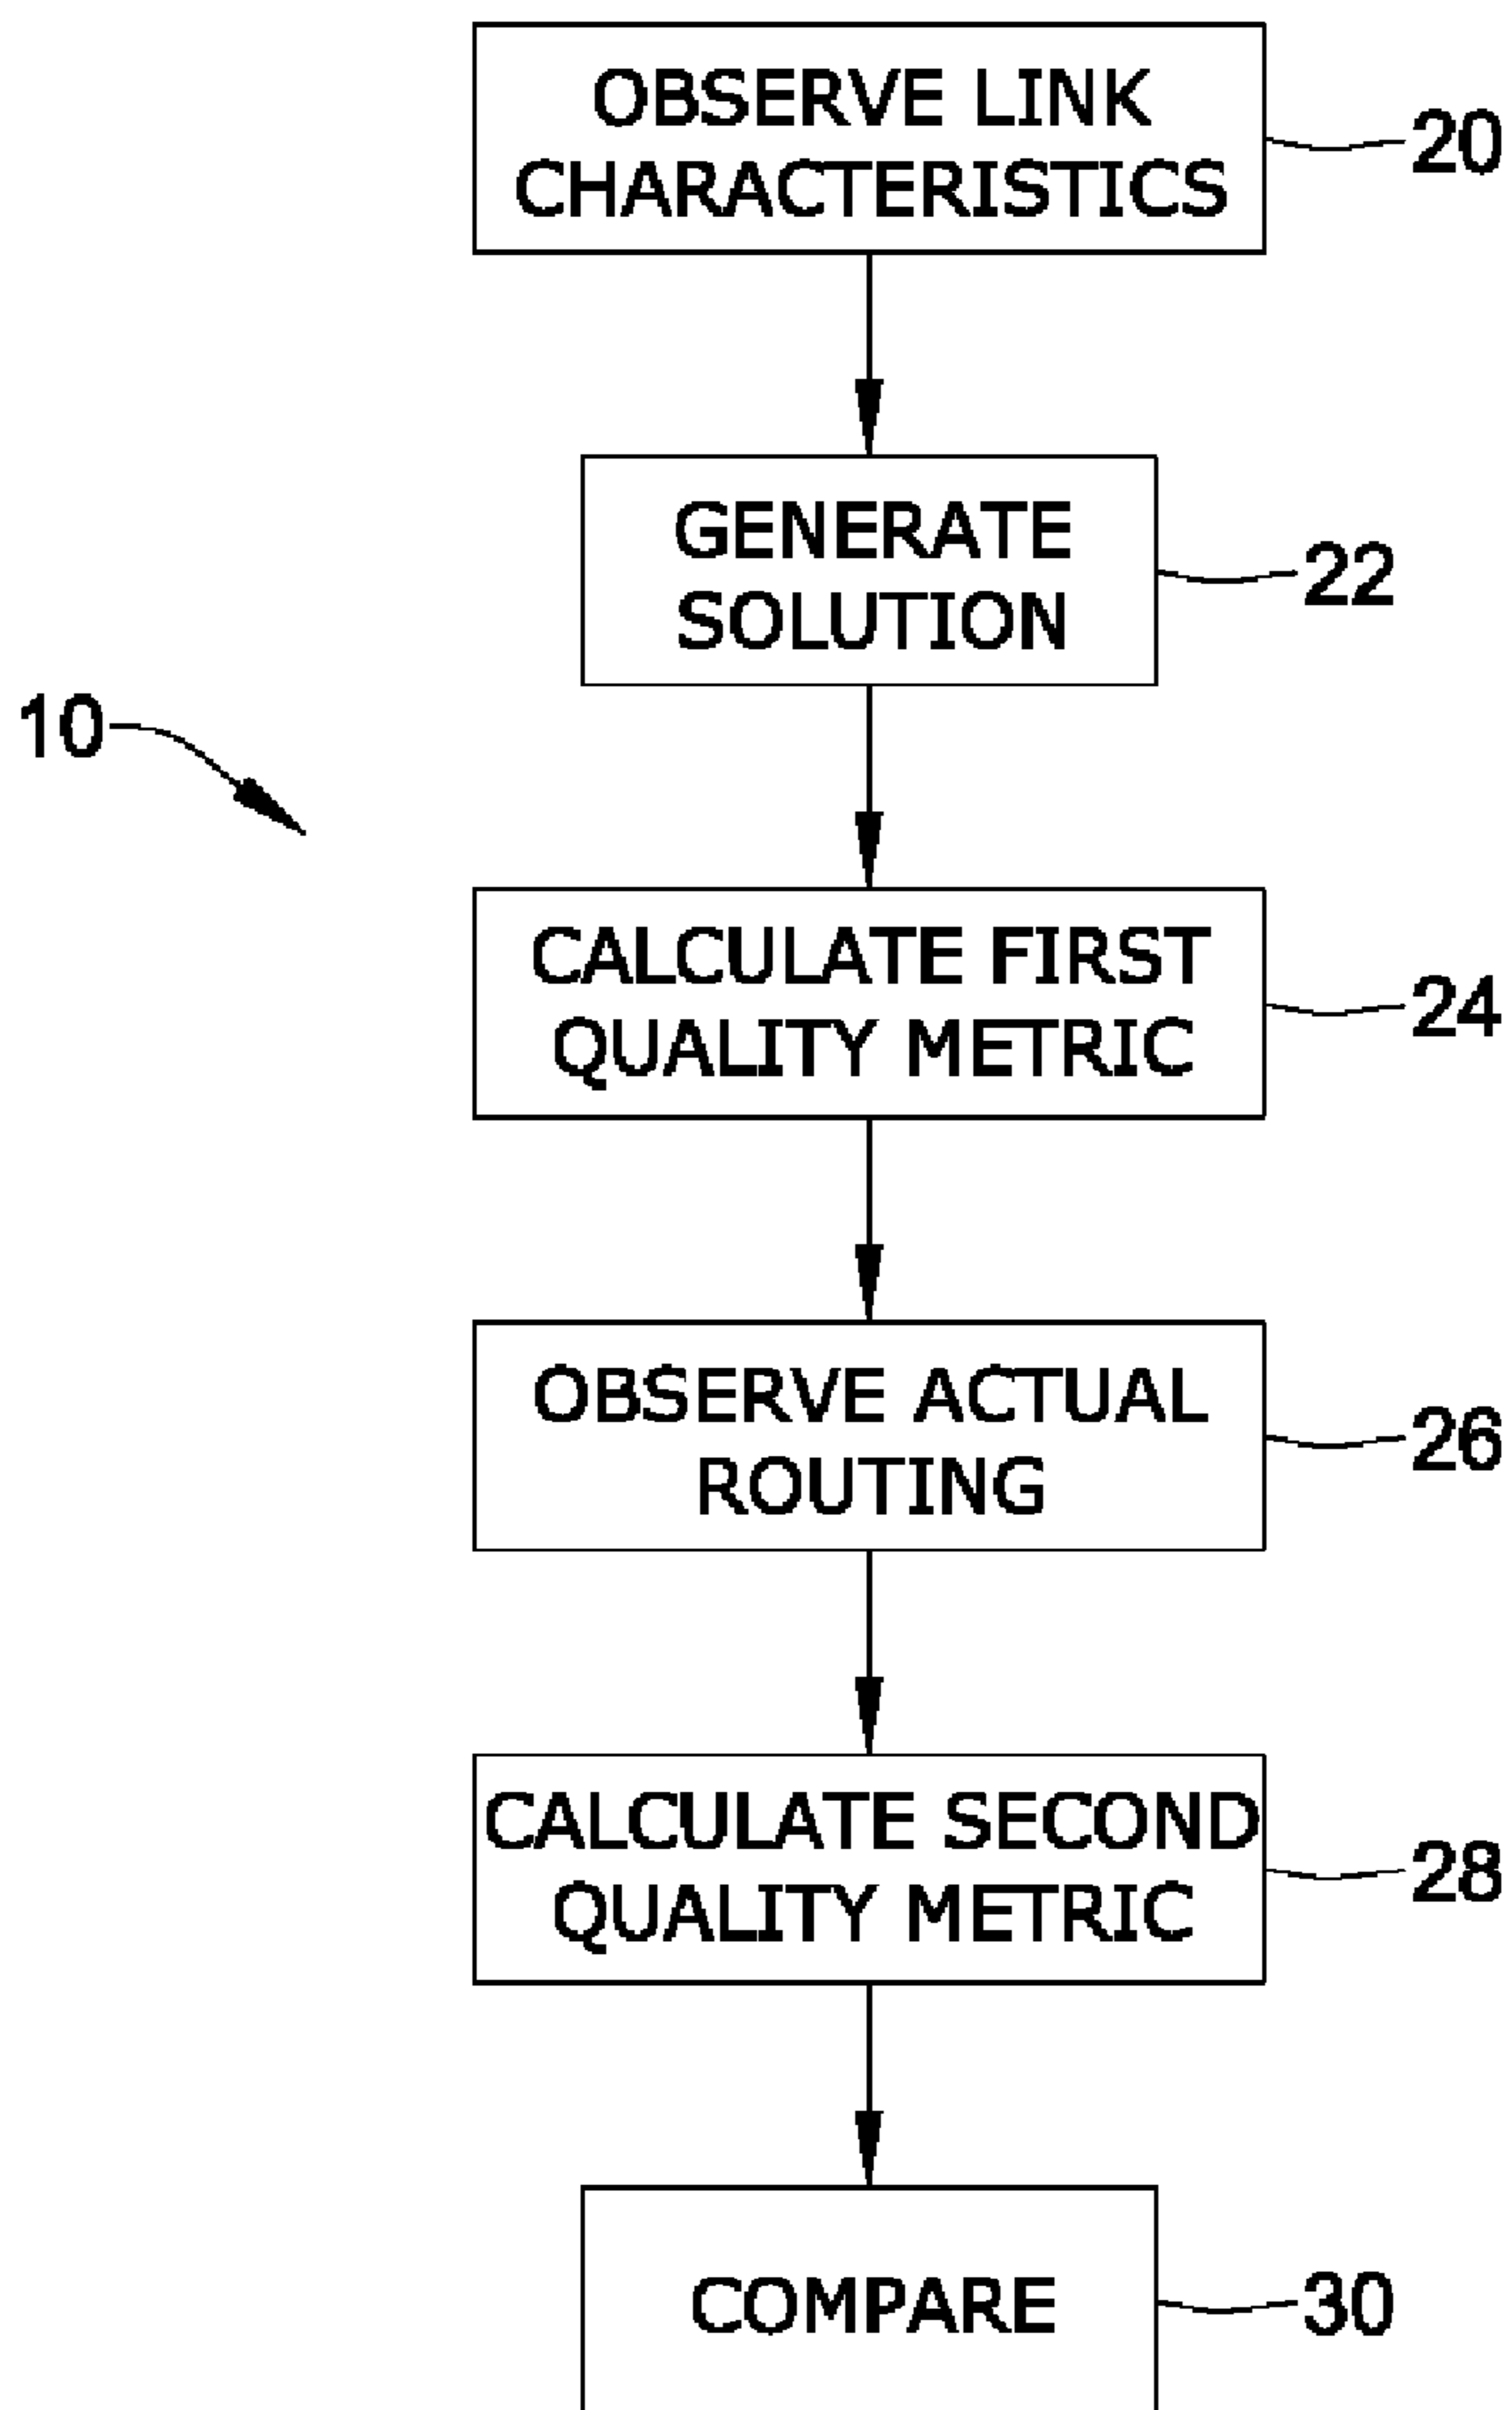 OBSERVE LINK
CHARACTERISTICS
20
GENERATE
SOLUTION
22
10
CALCULATE FIRST
QUALITY METRIC
24
OBSERVE ACTUAL
ROUTING
26
CALCULATE SECOND
QUALITY METRIC
28
COMPARE
30